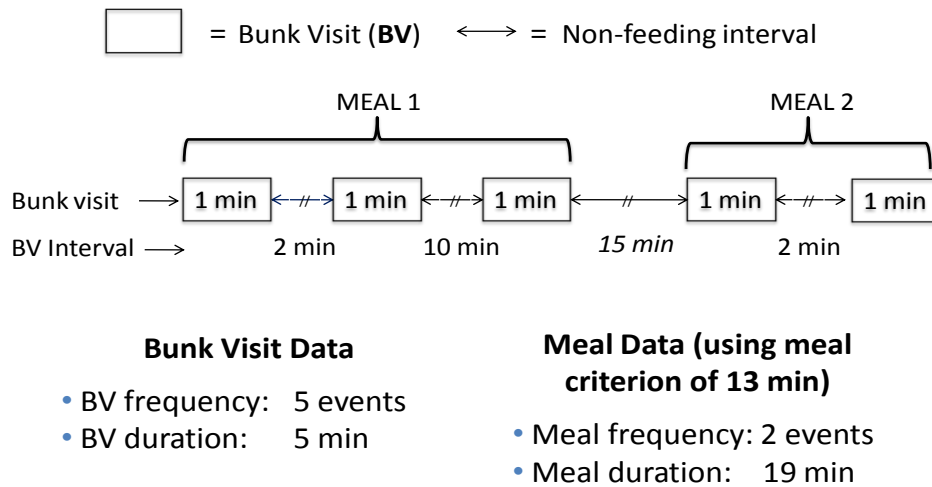 = Bunk Visit (BV) = Non-feeding interval
MEAL 1 MEAL 2
Bunk visit 1 min 1 min 1 min 1 min 1 min
BV Interval 2 min 10 min 15 min 2 min
Bunk Visit Data
• BV frequency: 5 events
• BV duration: 5 min
Meal Data (using meal
criterion of 13 min)
• Meal frequency: 2 events
• Meal duration: 19 min